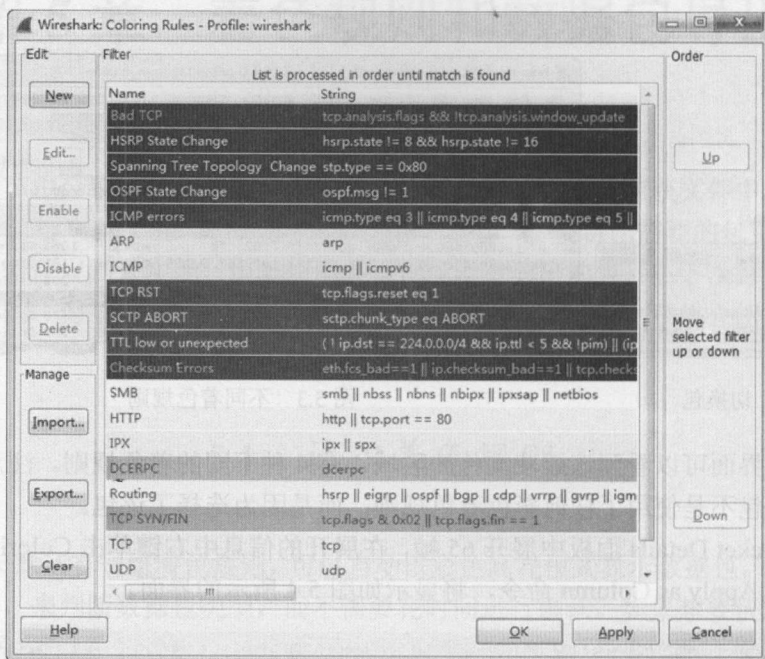 Wireshark: Coloring Rules - Profile: wireshark
Edit
Filter
Order
List is processed in order until match is found
New
Edit...
Enable
Disable
Delete
Manage
Import...
Export...
Clear
Name String
Bad TCP tcp.analysis.flags && !tcp.analysis.window_update
HSRP State Change hsrp.state != 8 && hsrp.state != 16
Spanning Tree Topology Change stp.type == 0x80
OSPF State Change ospf.msg != 1
ICMP errors icmp.type eq 3 || icmp.type eq 4 || icmp.type eq 5 ||
ARP arp
ICMP icmp || icmpv6
TCP RST tcp.flags.reset eq 1
SCTP ABORT sctp.chunk_type eq ABORT
TTL low or unexpected ( ! ip.dst == 224.0.0.0/4 && ip.ttl < 5 && !pim) || (ip
Checksum Errors eth.fcs_bad==1 || ip.checksum_bad==1 || tcp.checks
SMB smb || nbss || nbns || nbipx || ipxsap || netbios
HTTP http || tcp.port == 80
IPX ipx || spx
DCERPC dcerpc
Routing hsrp || eigrp || ospf || bgp || cdp || vrrp || gvrp || igm
TCP SYN/FIN tcp.flags & 0x02 || tcp.flags.fin == 1
TCP tcp
UDP udp
Up
Move
selected filter
up or down
Down
Help
OK
Apply
Cancel